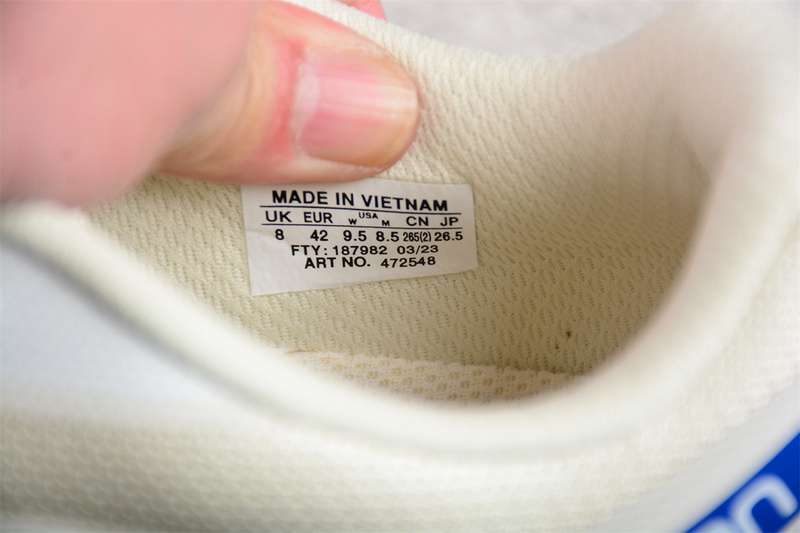 MADE IN VIETNAM
UK EUR W USA M CN JP
8 42 9.5 8.5 265(2) 26.5
FTY: 187982 03/23
ART NO. 472548